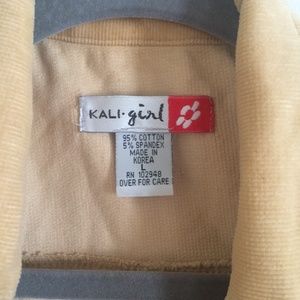 KALI·girl
95% COTTON
5% SPANDEX
MADE IN
KOREA
L
RN 102948
OVER FOR CARE